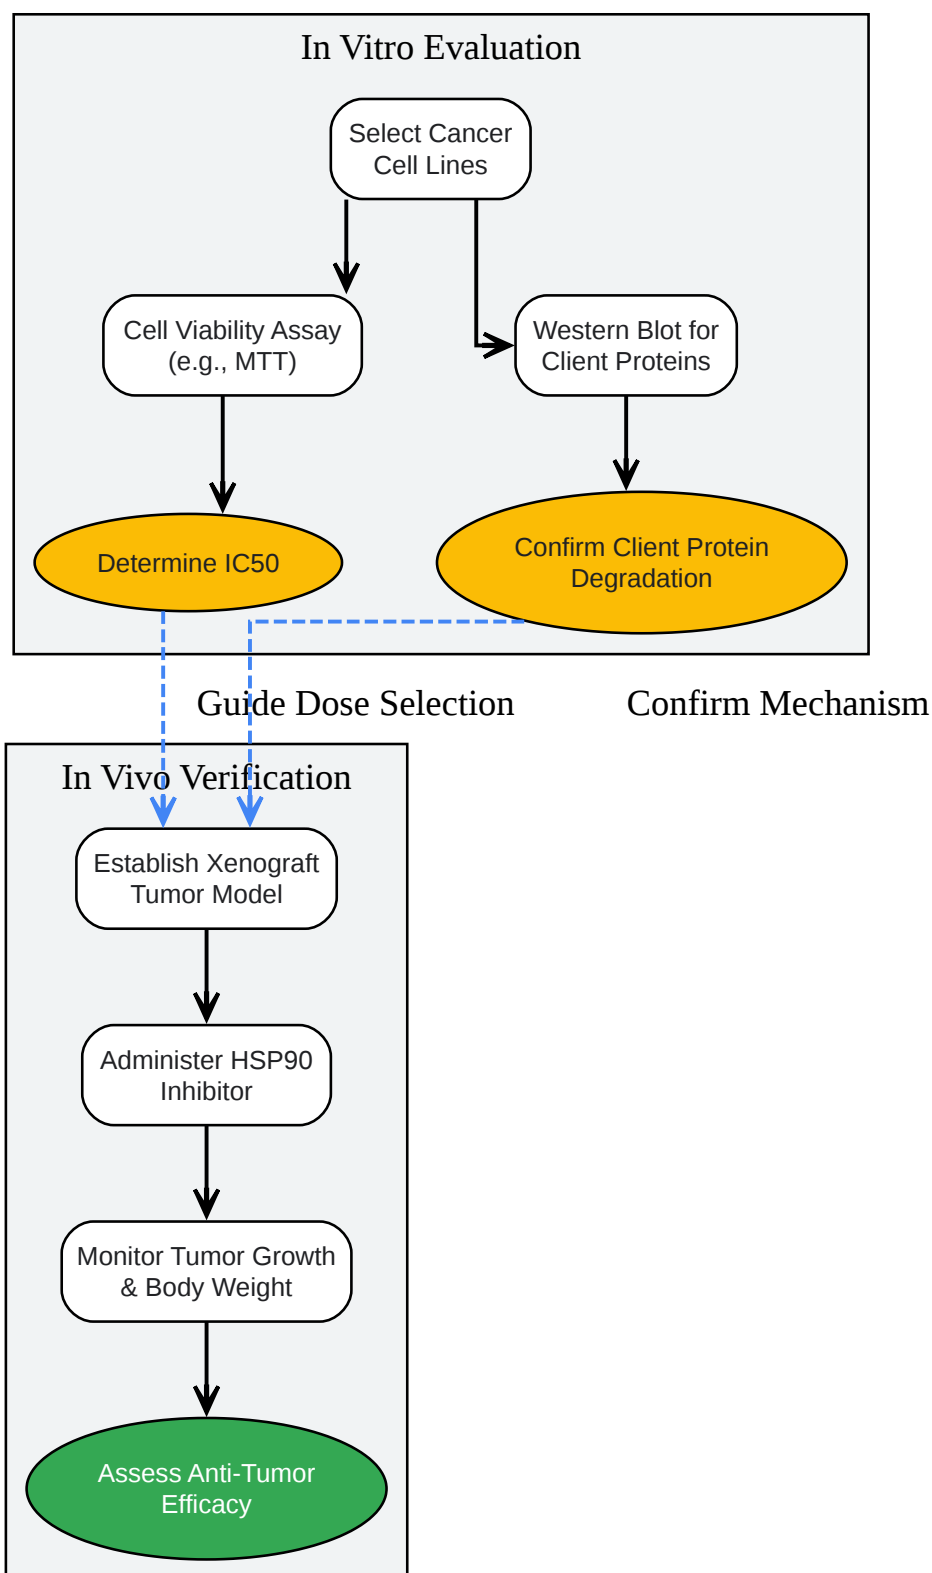 In Vitro Evaluation
Select Cancer
Cell Lines
Cell Viability Assay
(e.g., MTT)
Western Blot for
Client Proteins
Determine IC50
Confirm Client Protein
Degradation
Guide Dose Selection
Confirm Mechanism
In Vivo Verification
Establish Xenograft
Tumor Model
Administer HSP90
Inhibitor
Monitor Tumor Growth
& Body Weight
Assess Anti-Tumor
Efficacy